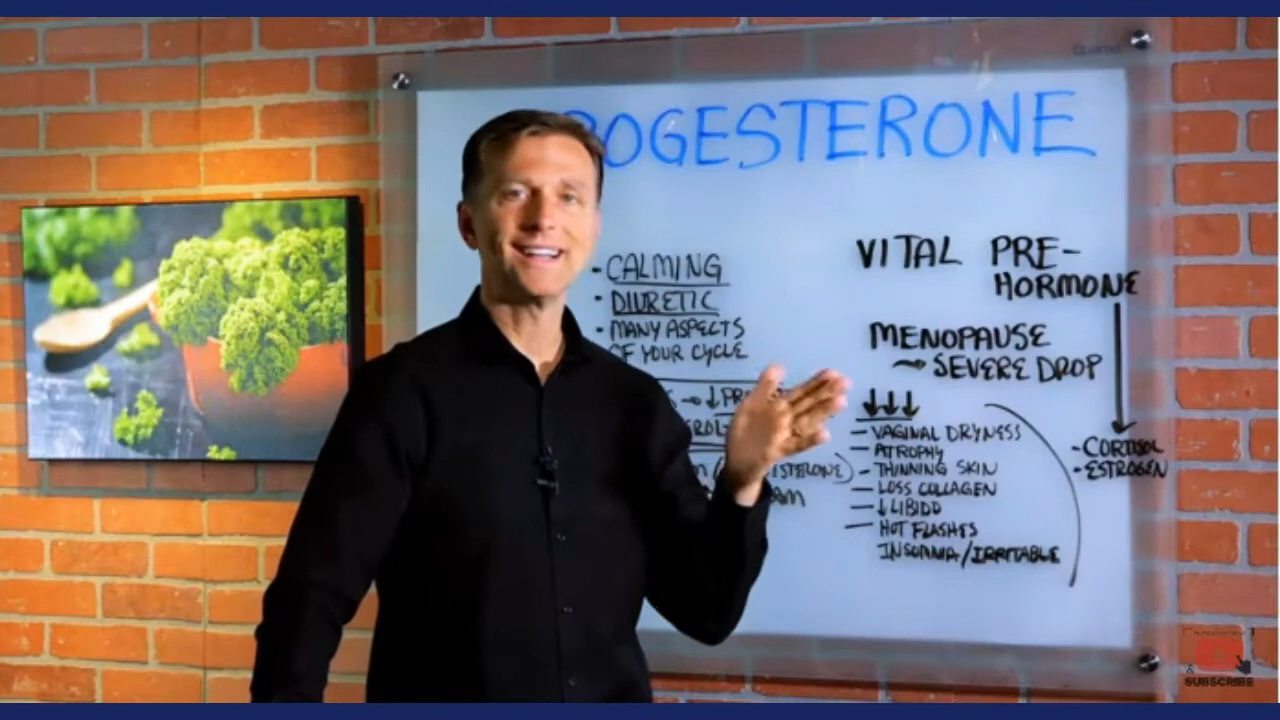 ROGESTERONE
- CALMING
- DIURETIC
- MANY ASPECTS
OF YOUR CYCLE
VITAL PRE-
HORMONE
MENOPAUSE
→ SEVERE DROP
↓↓↓
- VAGINAL DRYNESS
- ATROPHY
- THINNING SKIN
- LOSS COLLAGEN
- ↓ LIBIDO
- HOT FLASHES
INSOMNIA/IRRITABLE
- CORTISOL
- ESTROGEN
&
SUBSCRIBE